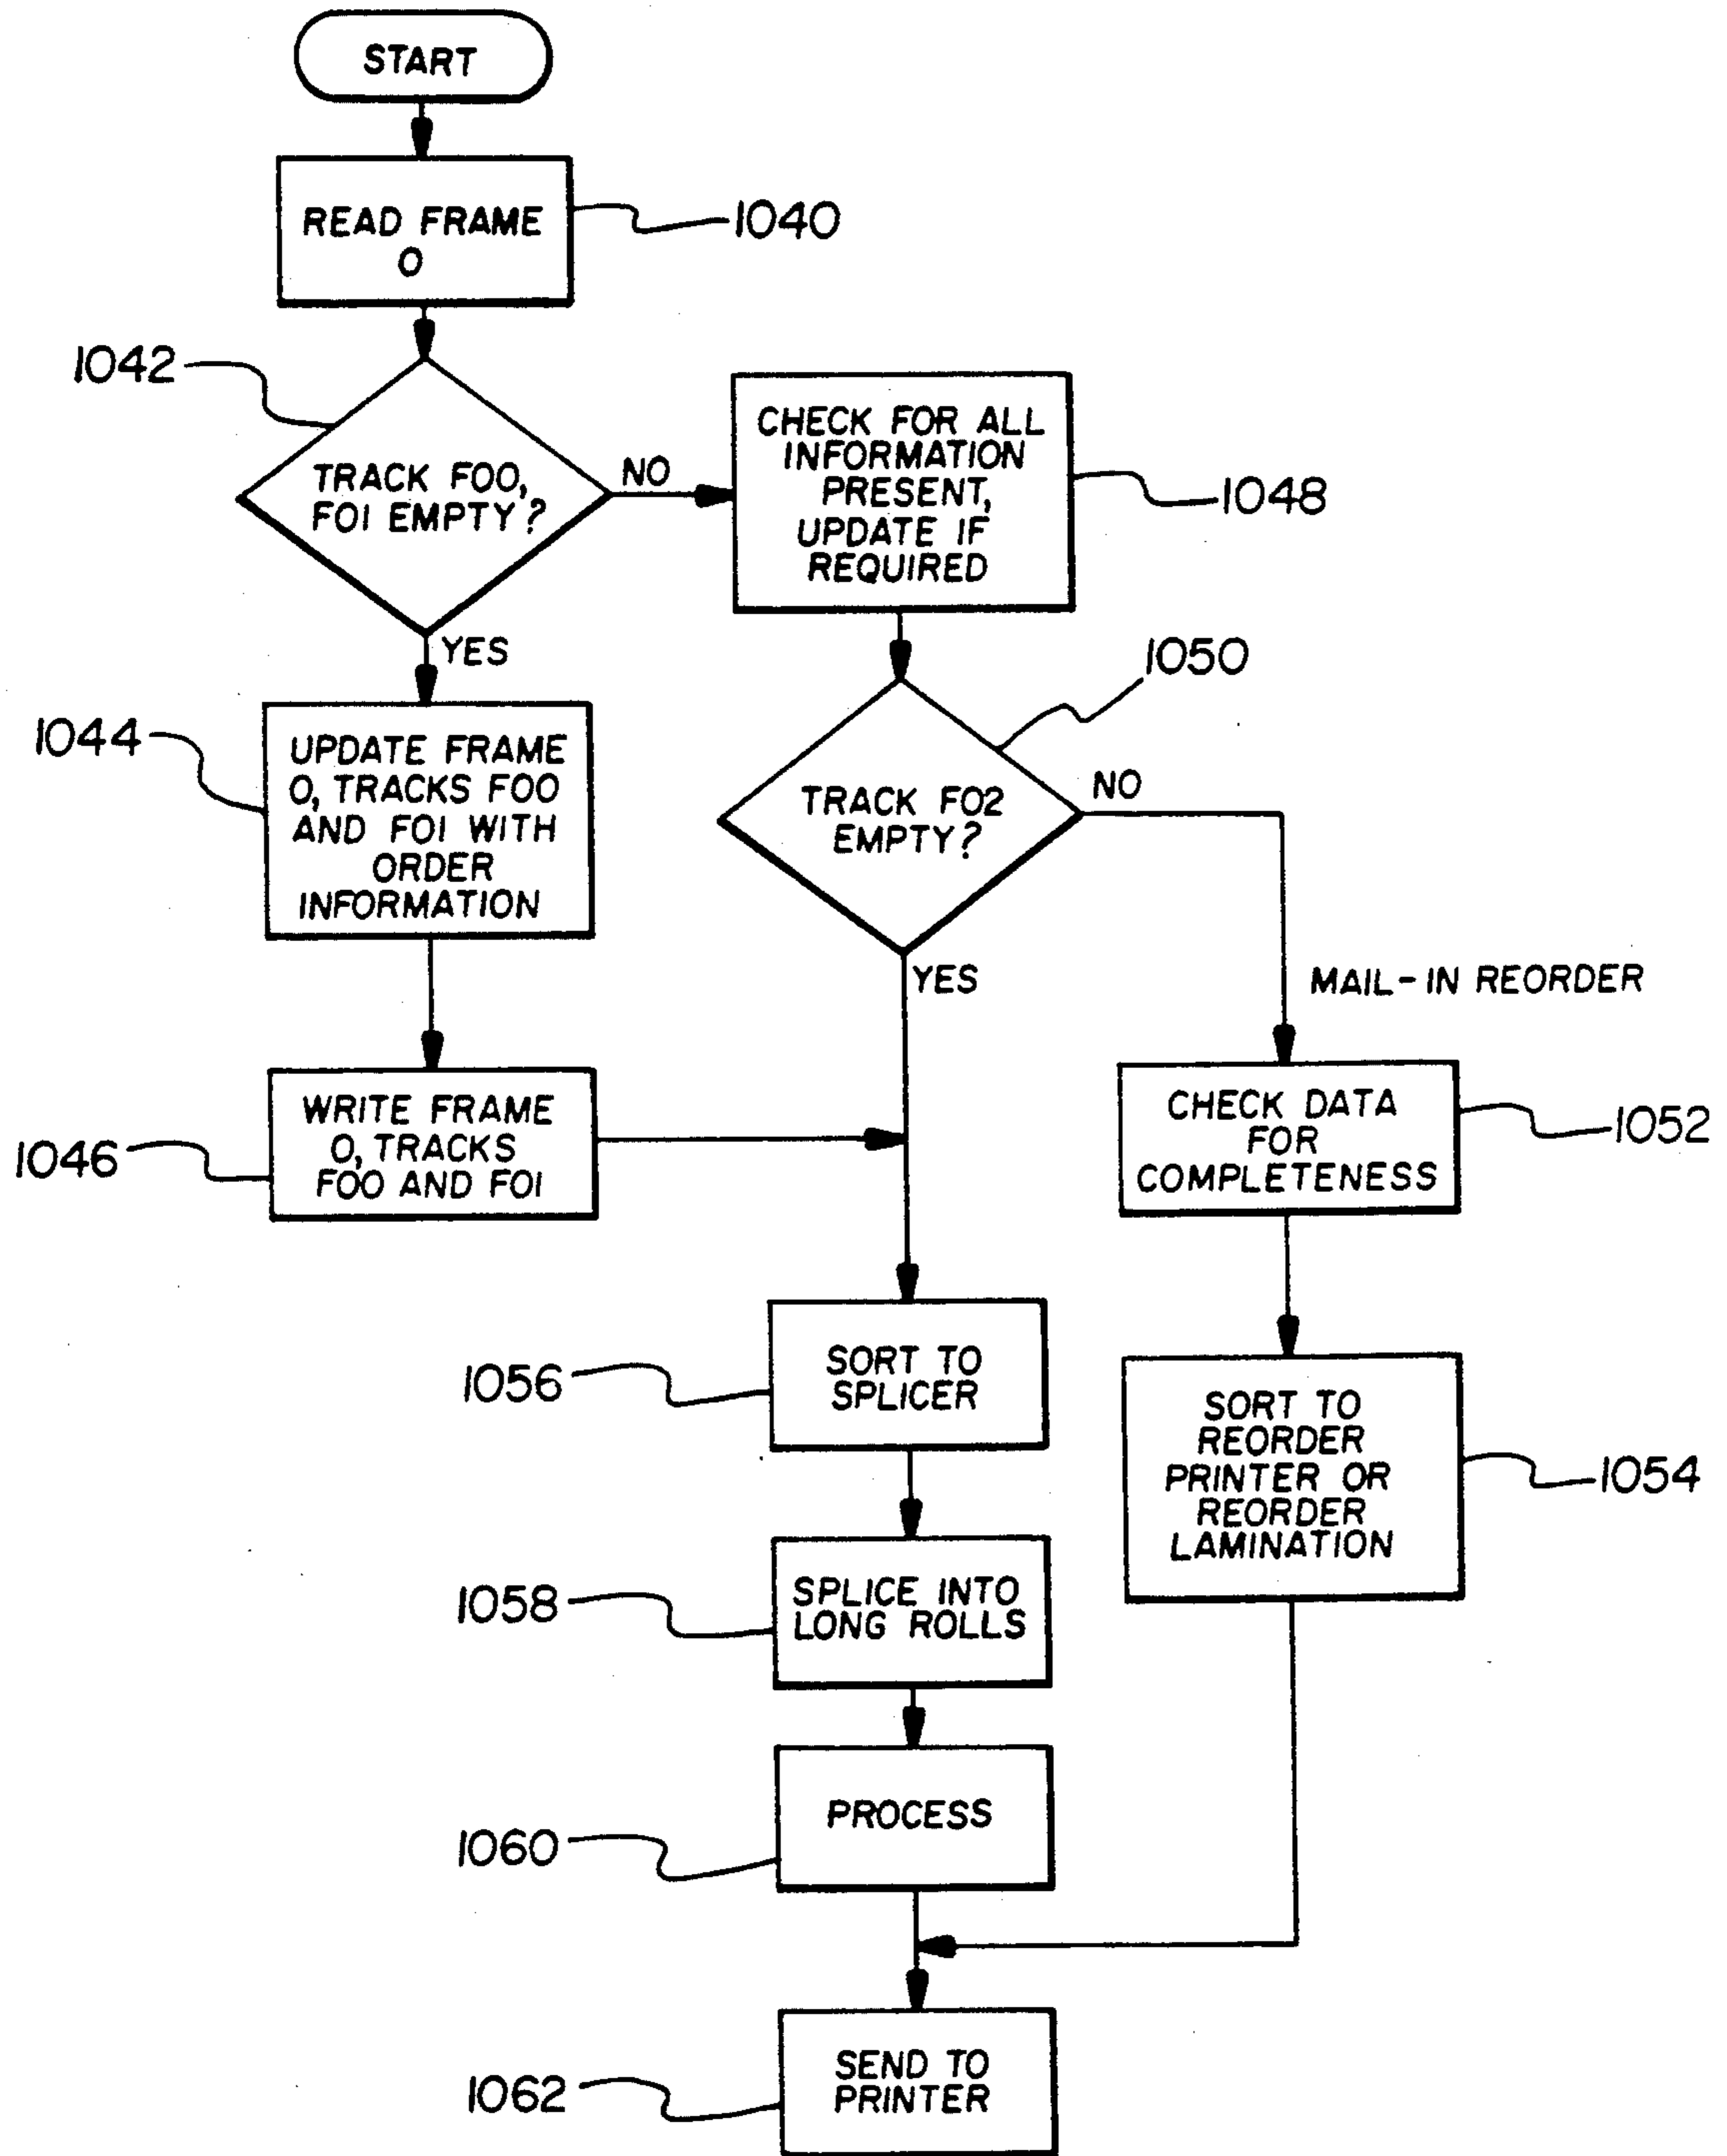 START
READ FRAME
0
1040
1042
TRACK F00,
F01 EMPTY?
NO
YES
CHECK FOR ALL
INFORMATION
PRESENT,
UPDATE IF
REQUIRED
1048
1044
UPDATE FRAME
0, TRACKS F00
AND F01 WITH
ORDER
INFORMATION
1050
TRACK F02
EMPTY?
NO
YES
MAIL-IN REORDER
1046
WRITE FRAME
0, TRACKS
F00 AND F01
CHECK DATA
FOR
COMPLETENESS
1052
1056
SORT TO
SPLICER
SORT TO
REORDER
PRINTER OR
REORDER
LAMINATION
1054
1058
SPLICE INTO
LONG ROLLS
1060
PROCESS
1062
SEND TO
PRINTER